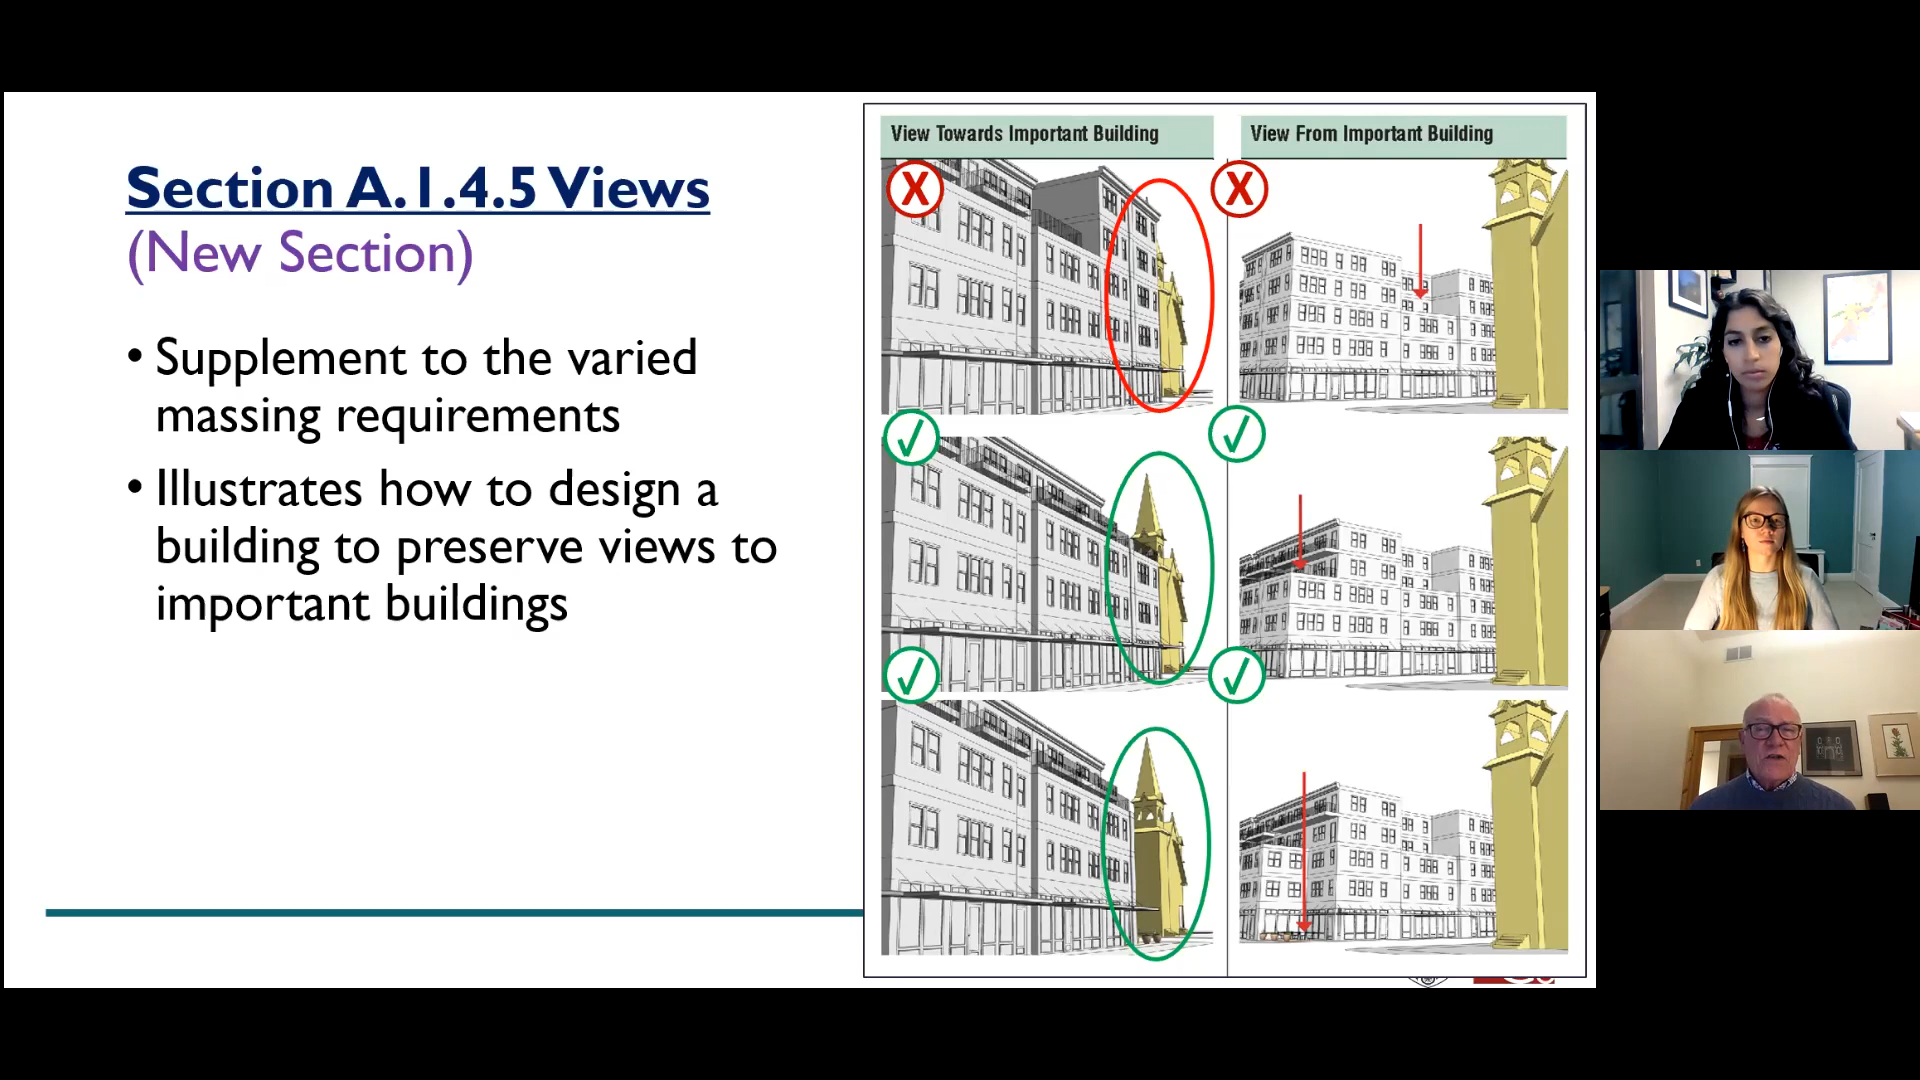 Section A.1.4.5 Views
(New Section)
• Supplement to the varied
massing requirements
• Illustrates how to design a
building to preserve views to
important buildings
View Towards Important Building
View From Important Building
X
X